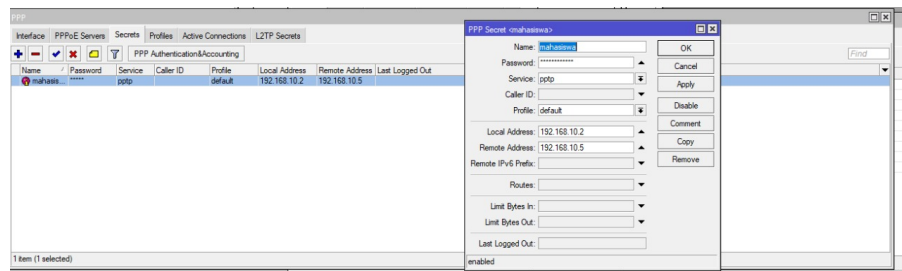 PPP
Interface PPPoE Servers Secrets Profiles Active Connections L2TP Secrets
PPP Authentication&Accounting
Find
Name Password Service Caller ID Profile Local Address Remote Address Last Logged Out
mahasis... ***** pptp default 192.168.10.2 192.168.10.5
1 item (1 selected)
PPP Secret <mahasiswa>
Name: mahasiswa
OK
Password: ************
Cancel
Service: pptp
Apply
Caller ID:
Profile: default
Disable
Comment
Local Address: 192.168.10.2
Copy
Remote Address: 192.168.10.5
Remove
Remote IPv6 Prefix:
Routes:
Limit Bytes In:
Limit Bytes Out:
Last Logged Out:
enabled